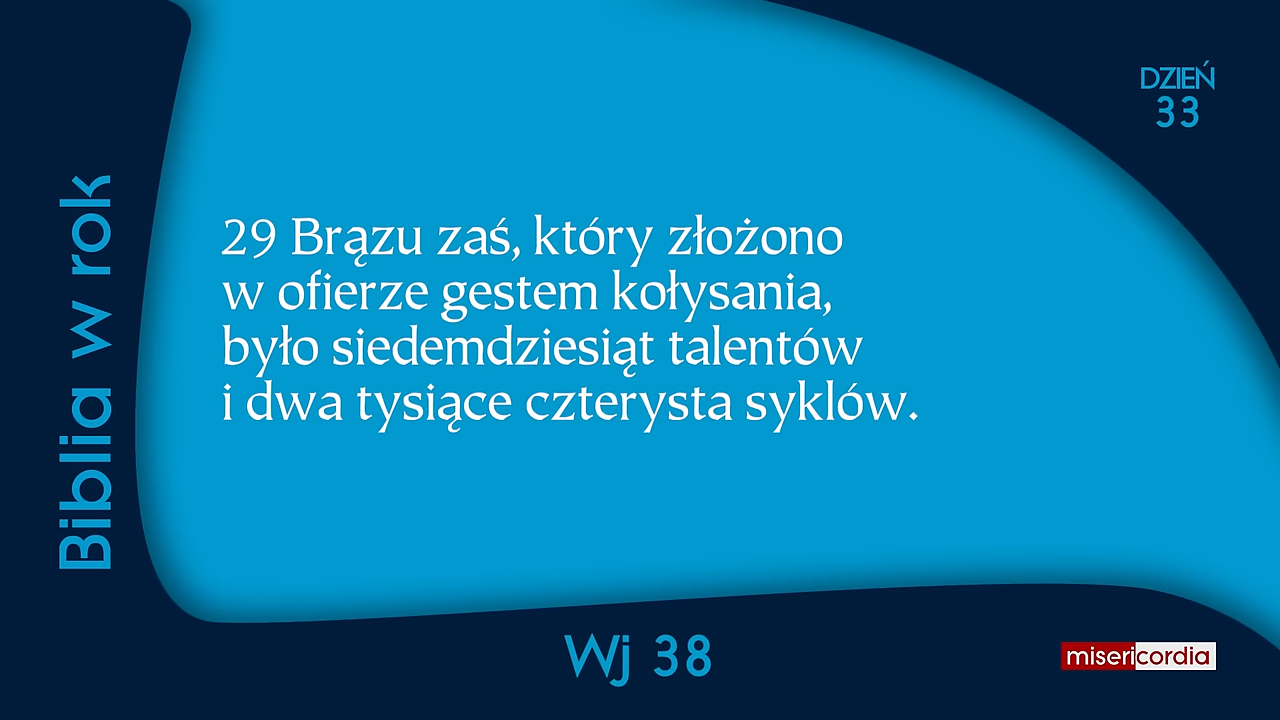 DZIEŃ
33
Biblia w rok
29 Brązu zaś, który złożono
w ofierze gestem kołysania,
było siedemdziesiąt talentów
i dwa tysiące czterysta syklów.
Wj 38
misericordia